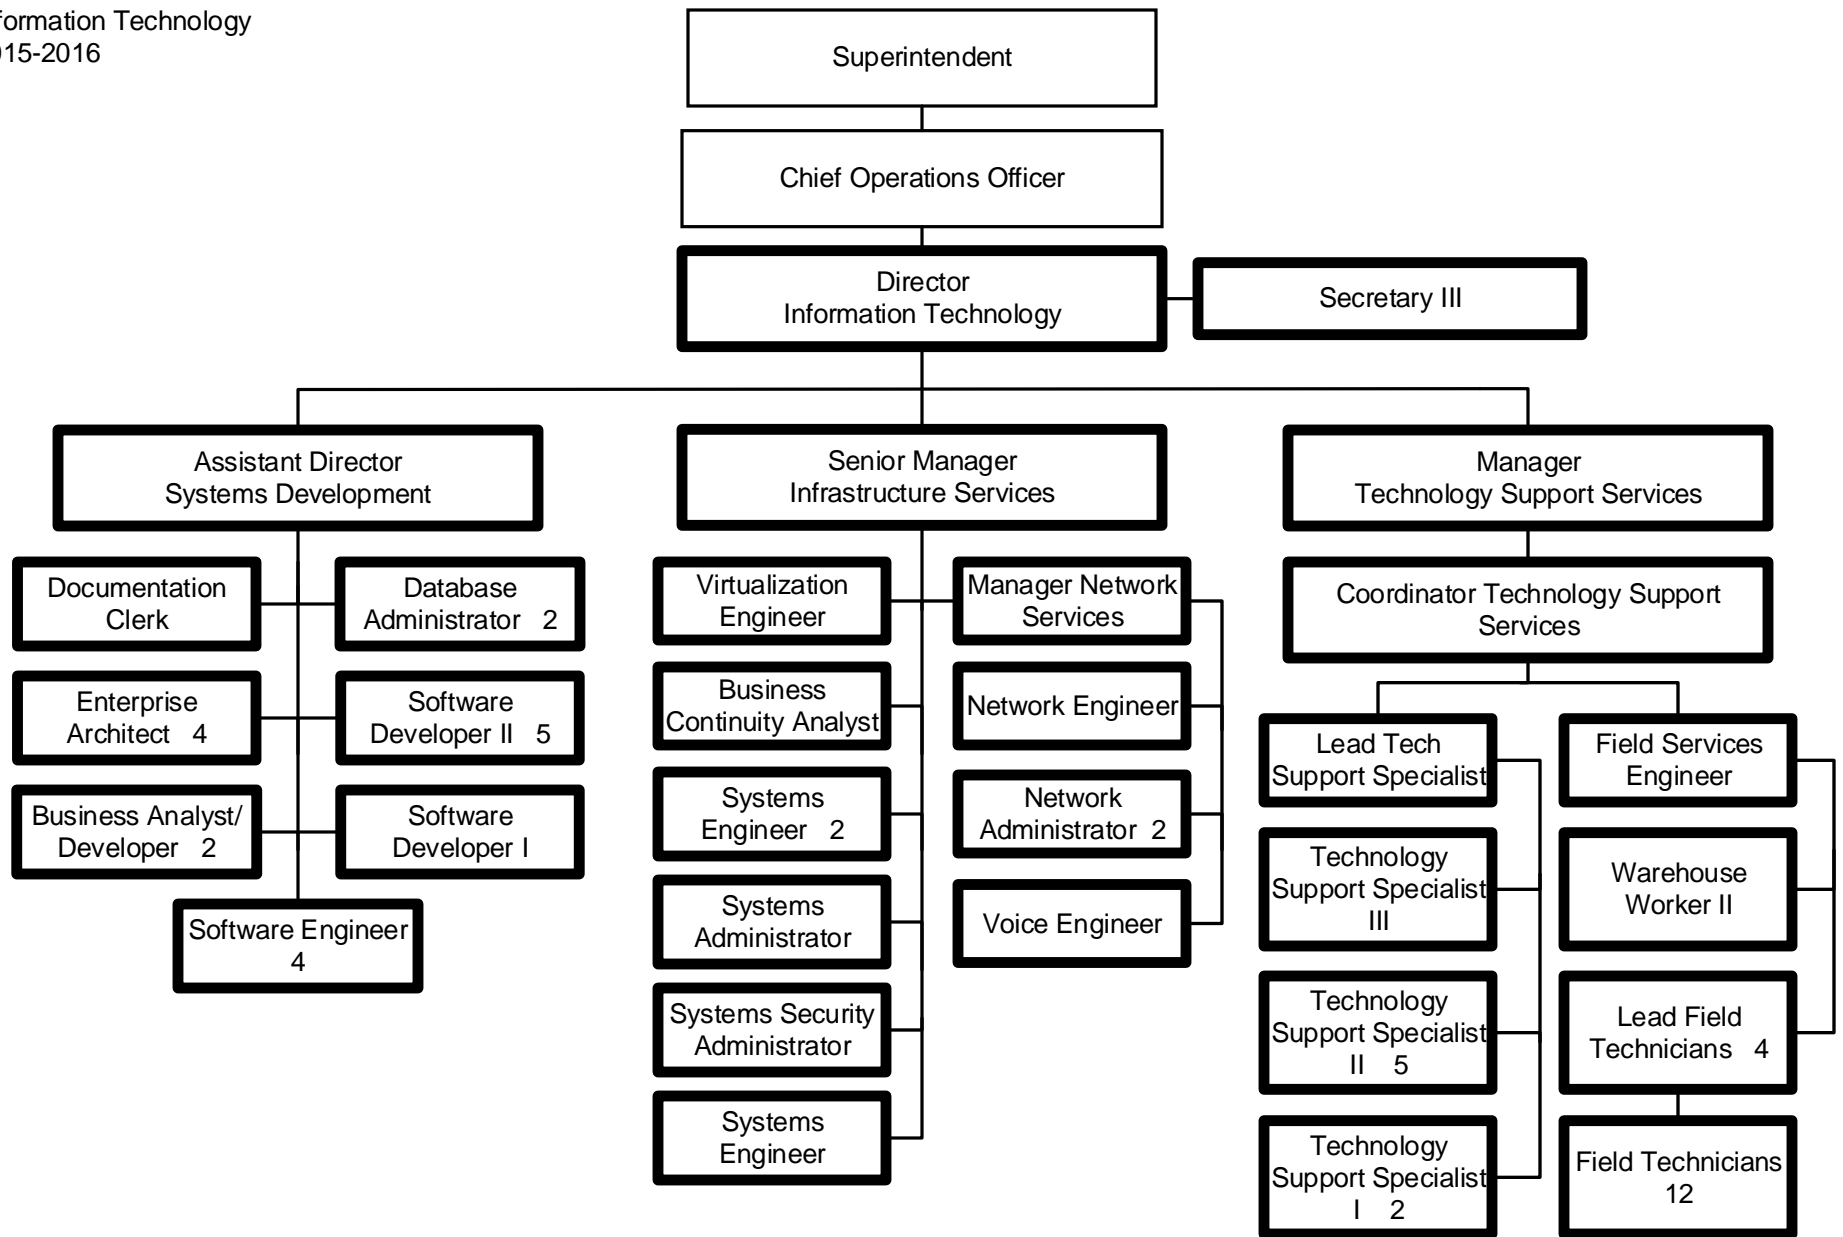 formation Technology
015-2016
Superintendent
Chief Operations Officer
Director
Information Technology
Secretary III
Assistant Director
Systems Development
Senior Manager
Infrastructure Services
Manager
Technology Support Services
Documentation
Clerk
Database
Administrator 2
Enterprise
Architect 4
Software
Developer II 5
Business Analyst/
Developer 2
Software
Developer I
Software Engineer
4
Virtualization
Engineer
Manager Network
Services
Business
Continuity Analyst
Network Engineer
Systems
Engineer 2
Network
Administrator 2
Systems
Administrator
Voice Engineer
Systems Security
Administrator
Systems
Engineer
Coordinator Technology Support
Services
Lead Tech
Support Specialist
Field Services
Engineer
Technology
Support Specialist
III
Warehouse
Worker II
Technology
Support Specialist
II 5
Lead Field
Technicians 4
Technology
Support Specialist
I 2
Field Technicians
12